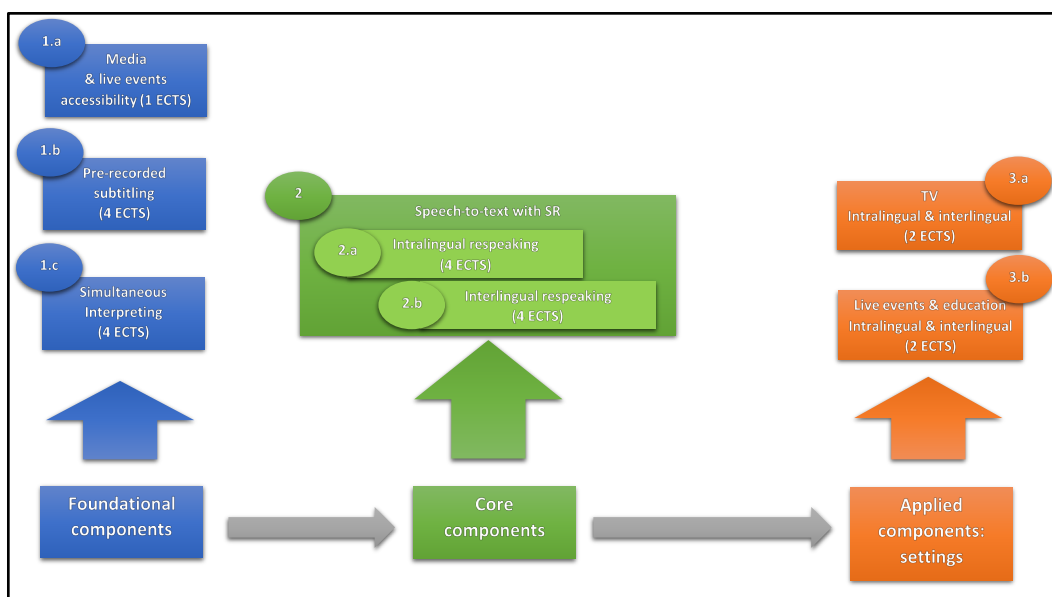 1.a
Media
& live events
accessibility (1 ECTS)
1.b
Pre-recorded
subtitling
(4 ECTS)
1.c
Simultaneous
Interpreting
(4 ECTS)
Foundational
components
2
Speech-to-text with SR
2.a
Intralingual respeaking
(4 ECTS)
2.b
Interlingual respeaking
(4 ECTS)
Core
components
3.a
TV
Intralingual & interlingual
(2 ECTS)
3.b
Live events & education
Intralingual & interlingual
(2 ECTS)
Applied
components:
settings